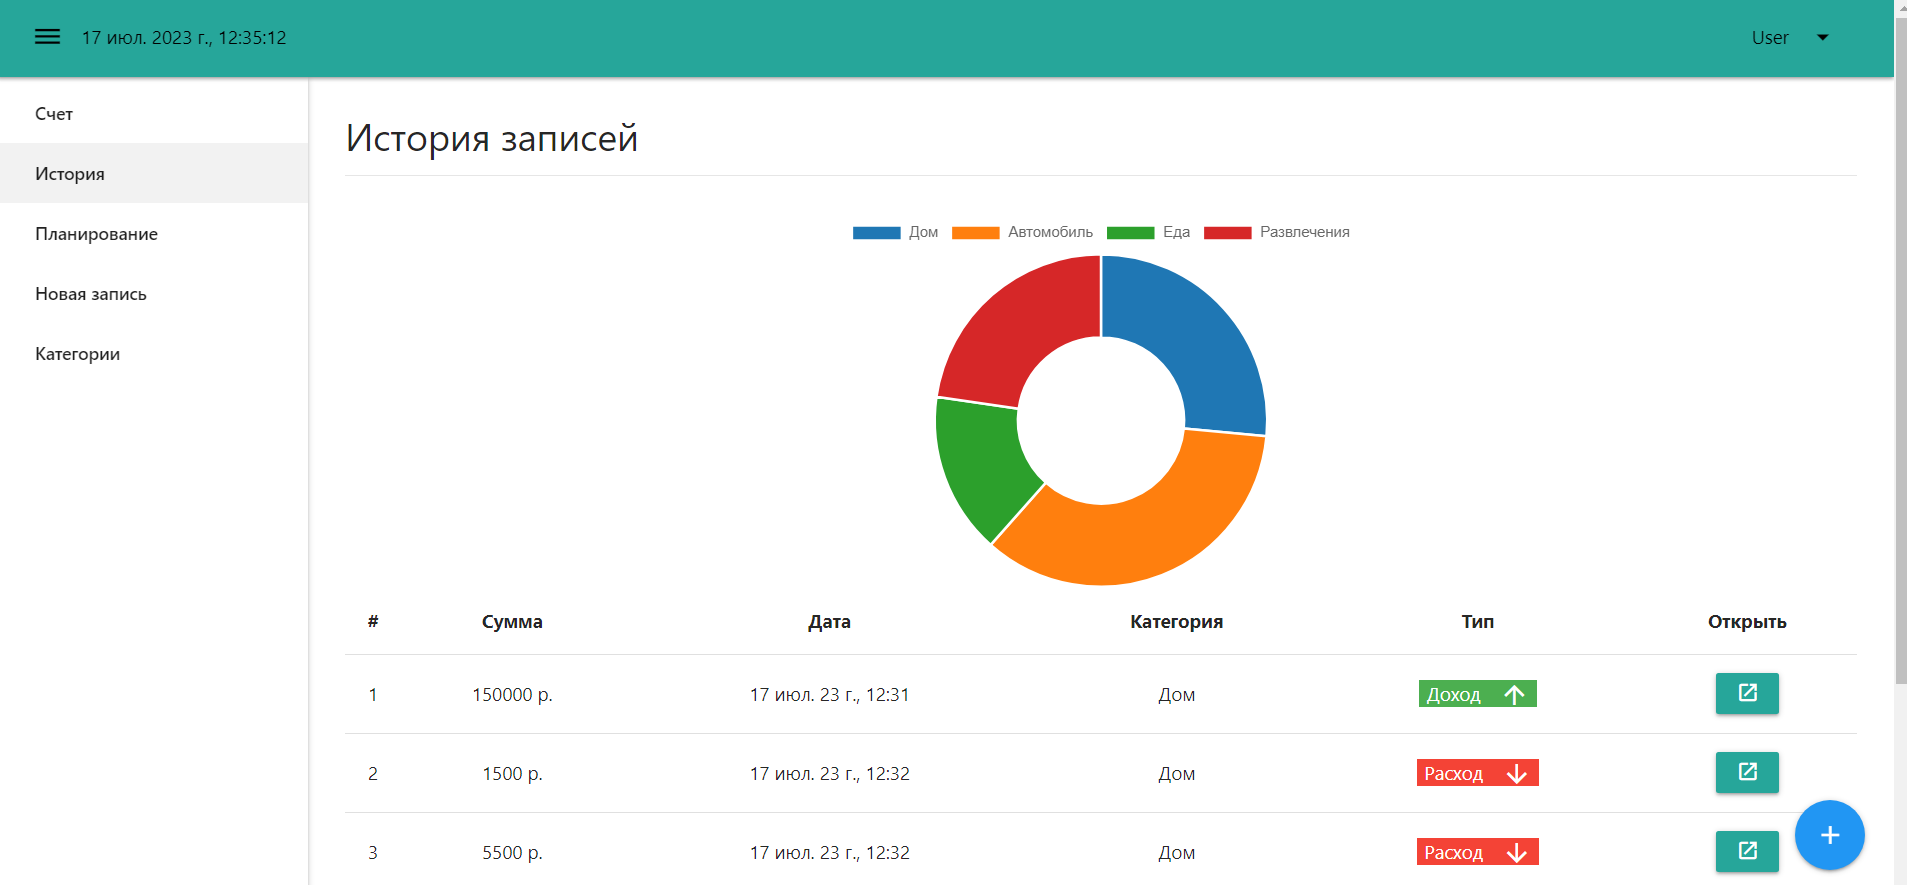 17 июл. 2023 г., 12:35:12 User
Счет
История
Планирование
Новая запись
Категории
История записей
Дом Автомобиль Еда Развлечения
# Сумма Дата Категория Тип Открыть
1 150000 р. 17 июл. 23 г., 12:31 Дом Доход
2 1500 р. 17 июл. 23 г., 12:32 Дом Расход
3 5500 р. 17 июл. 23 г., 12:32 Дом Расход